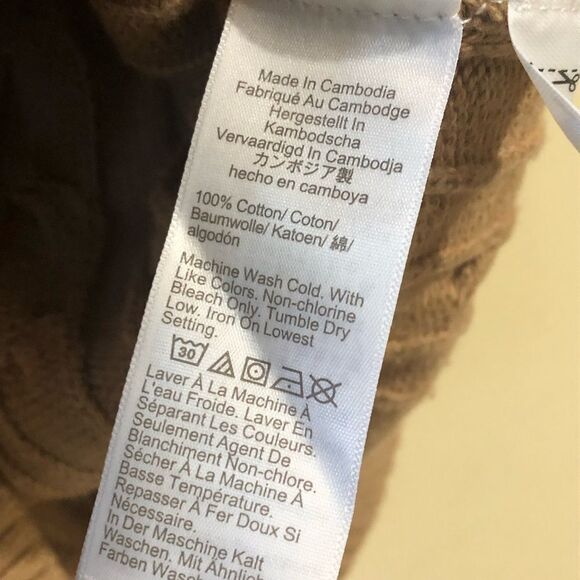 Made In Cambodia
Fabriqué Au Cambodge
Hergestellt In
Kambodscha
Vervaardigd In Cambodja
カンボジア製
hecho en camboya
100% Cotton/ Coton/
Baumwolle/ Katoen/ 綿/
algodón
Machine Wash Cold. With
Like Colors. Non-chlorine
Bleach Only. Tumble Dry
Low. Iron On Lowest
Setting.
30
Laver À La Machine À
L'eau Froide. Laver En
Séparant Les Couleurs.
Seulement Agent De
Blanchiment Non-chlore.
Sécher À La Machine À
Basse Température.
Repasser À Fer Doux Si
Nécessaire.
In Der Maschine Kalt
Waschen. Mit Ähnlich
Farben Wasch